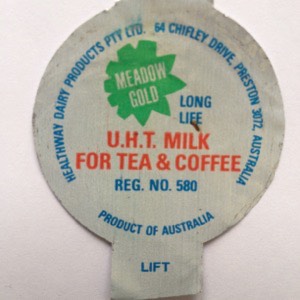 HEALTHWAY DAIRY PRODUCTS PTY LTD. 64 CHIFLEY DRIVE, PRESTON 3072, AUSTRALIA
MEADOW
GOLD
LONG
LIFE
U.H.T. MILK
FOR TEA & COFFEE
REG. NO. 580
PRODUCT OF AUSTRALIA
LIFT